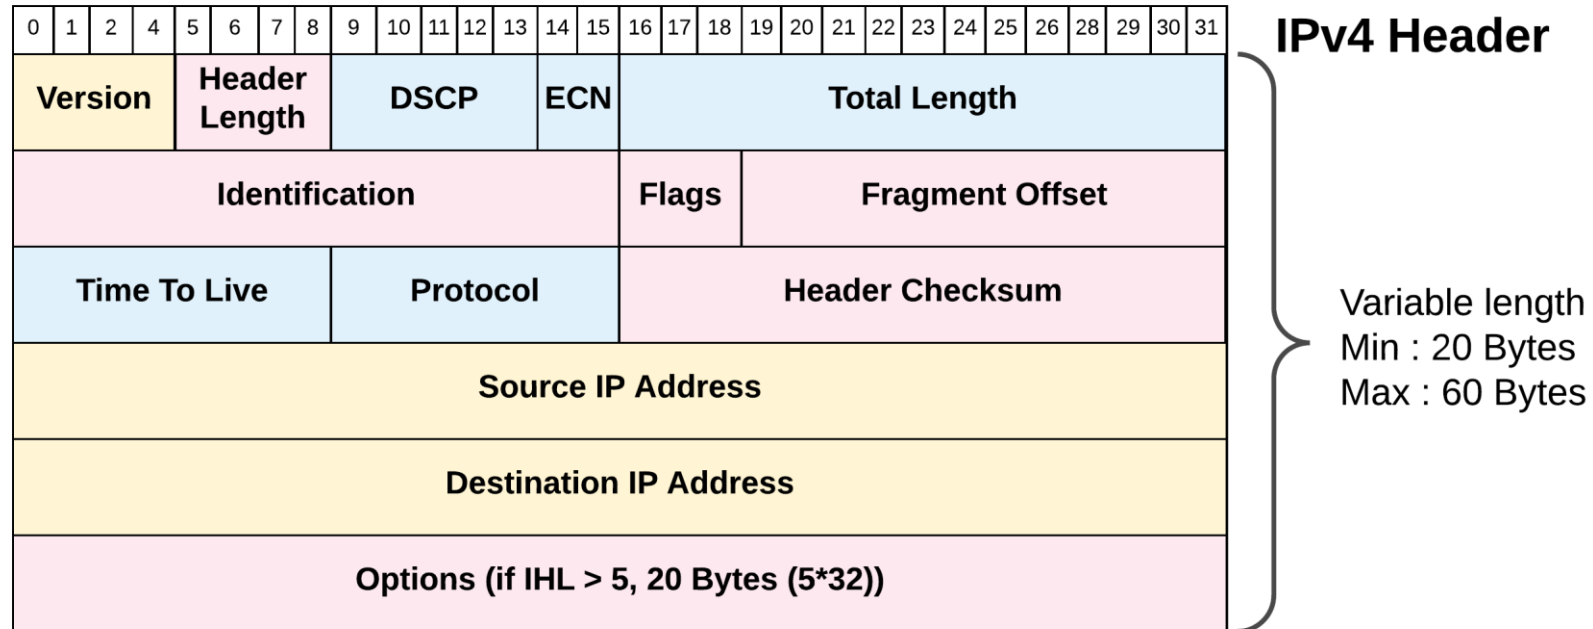 0 1 2 4 5 6 7 8 9 10 11 12 13 14 15 16 17 18 19 20 21 22 23 24 25 26 28 29 30 31
IPv4 Header
Version
Header
Length
DSCP
ECN
Total Length
Identification
Flags
Fragment Offset
Time To Live
Protocol
Header Checksum
Source IP Address
Destination IP Address
Options (if IHL > 5, 20 Bytes (5*32))
Variable length
Min : 20 Bytes
Max : 60 Bytes